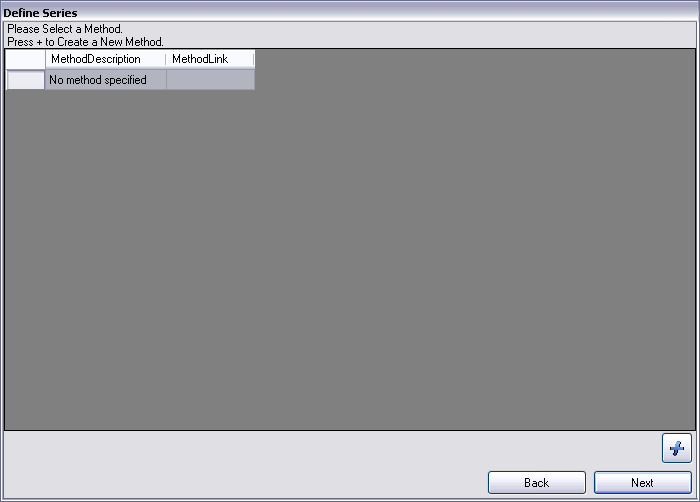 Define Series
Please Select a Method.
Press + to Create a New Method.
MethodDescription MethodLink
No method specified
Back Next